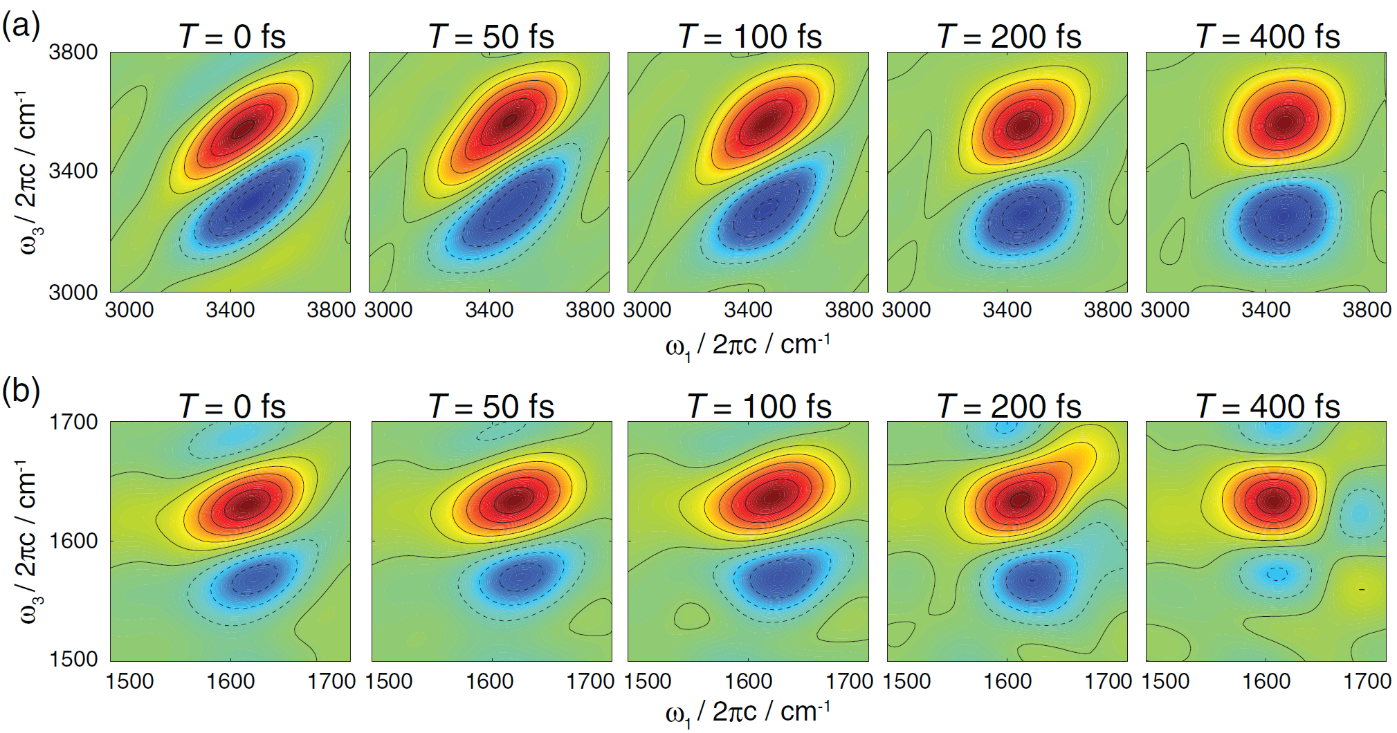 (a)
T = 0 fs T = 50 fs T = 100 fs T = 200 fs T = 400 fs
3800
3400
3000
ω3 / 2πc / cm-1
3000 3400 3800 3000 3400 3800 3000 3400 3800 3000 3400 3800 3000 3400 3800
ω1 / 2πc / cm-1
(b)
T = 0 fs T = 50 fs T = 100 fs T = 200 fs T = 400 fs
1700
1600
1500
ω3 / 2πc / cm-1
1500 1600 1700 1500 1600 1700 1500 1600 1700 1500 1600 1700 1500 1600 1700
ω1 / 2πc / cm-1